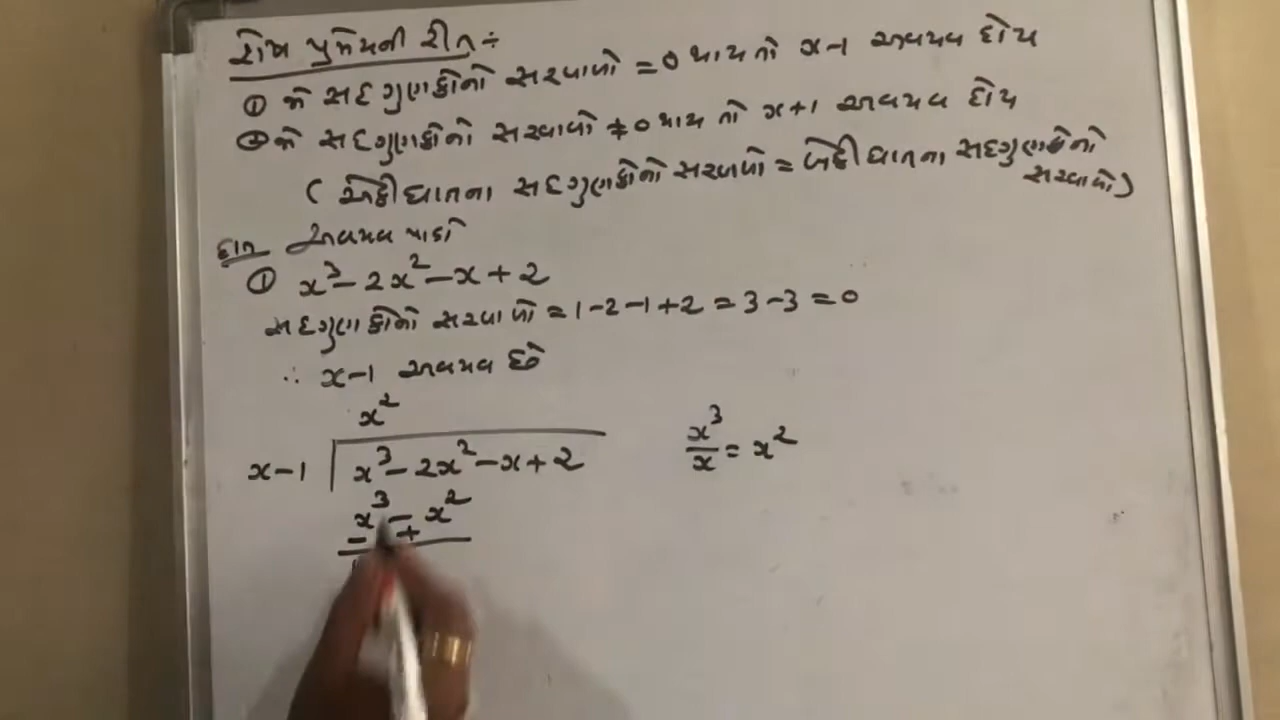 શેષ પ્રમેયની રીત ÷
① જો સહગુણકોનો સરવાળો = 0 થાય તો x-1 અવયવ હોય
② જો સહગુણકોનો સરવાળો ≠ 0 થાય તો x+1 અવયવ હોય
( એકી ઘાતના સહગુણકોનો સરવાળો = બેકી ઘાતના સહગુણકોનો
સરવાળો)
દા.ત અવયવ પાડો
① x³ - 2x² - x + 2
સહગુણકોનો સરવાળો = 1 - 2 - 1 + 2 = 3 - 3 = 0
∴ x-1 અવયવ છે
x²
x - 1 x³ - 2x² - x + 2
x³/x = x²
x³ - x²
- +